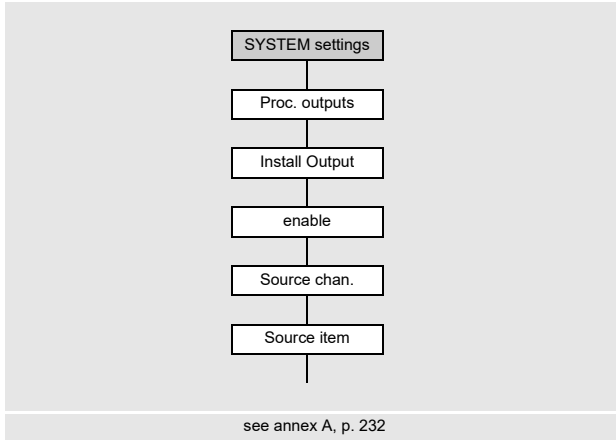 SYSTEM settings
Proc. outputs
Install Output
enable
Source chan.
Source item
see annex A, p. 232